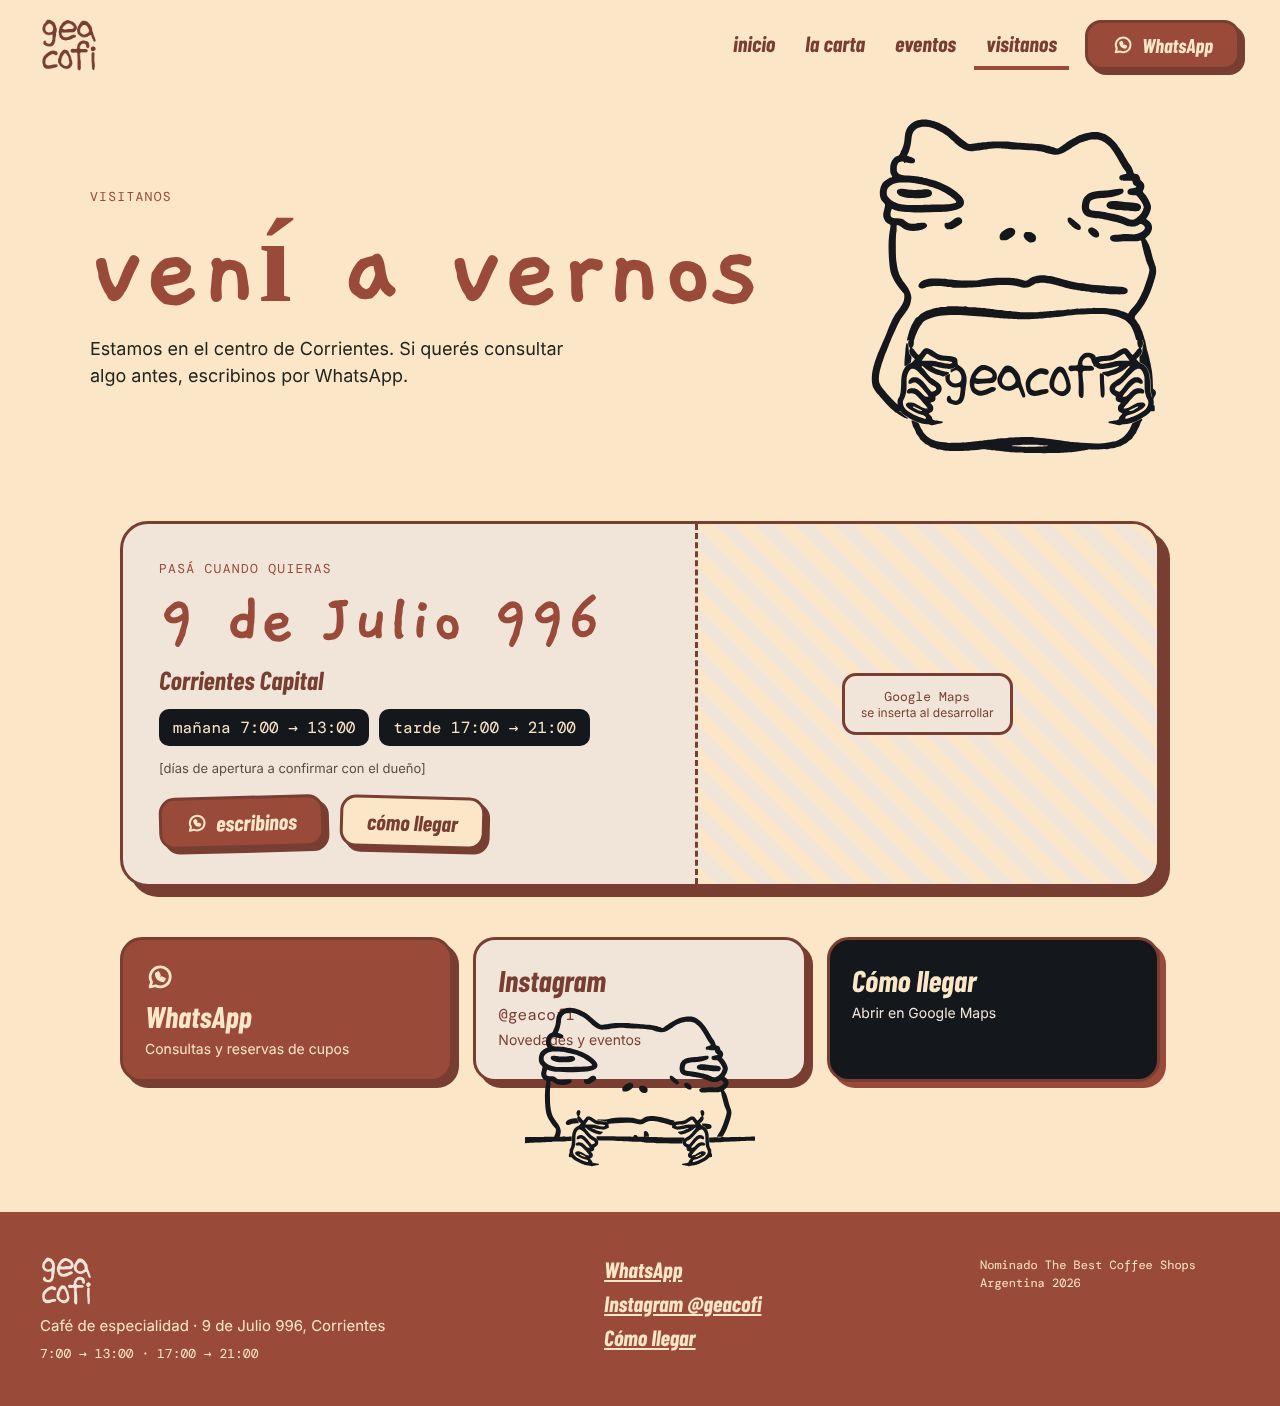 gea
cofi
inicio
la carta
eventos
visitanos
WhatsApp
VISITANOS
vení a vernos
Estamos en el centro de Corrientes. Si querés consultar
algo antes, escribinos por WhatsApp.
geacofi
PASÁ CUANDO QUIERAS
9 de Julio 996
Corrientes Capital
mañana 7:00 → 13:00
tarde 17:00 → 21:00
[días de apertura a confirmar con el dueño]
escribinos
cómo llegar
Google Maps
se inserta al desarrollar
WhatsApp
Consultas y reservas de cupos
Instagram
@geacofi
Novedades y eventos
Cómo llegar
Abrir en Google Maps
gea
cofi
Café de especialidad · 9 de Julio 996, Corrientes
7:00 → 13:00 · 17:00 → 21:00
WhatsApp
Instagram @geacofi
Cómo llegar
Nominado The Best Coffee Shops
Argentina 2026